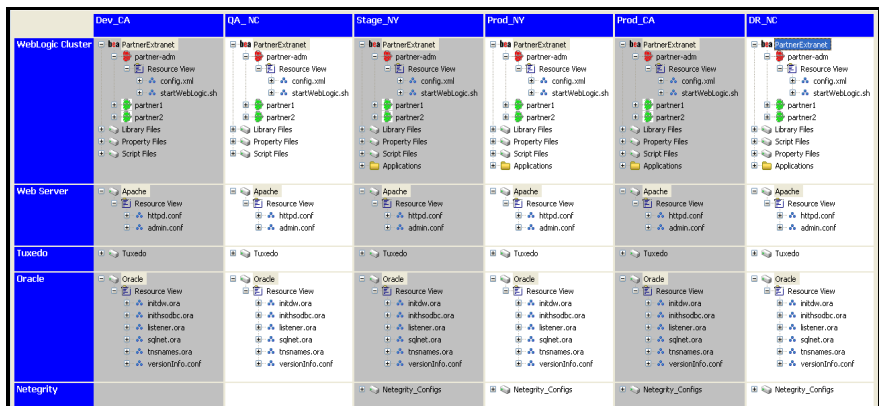 Dev_CA QA_NC Stage_NY Prod_NY Prod_CA DR_NC
WebLogic Cluster bea PartnerExtranet bea PartnerExtranet bea PartnerExtranet bea PartnerExtranet bea PartnerExtranet bea PartnerExtranet
partner-adm partner-adm partner-adm partner-adm partner-adm partner-adm
Resource View Resource View Resource View Resource View Resource View Resource View
config.xml config.xml config.xml config.xml config.xml config.xml
startWebLogic.sh startWebLogic.sh startWebLogic.sh startWebLogic.sh startWebLogic.sh startWebLogic.sh
partner1 partner1 partner1 partner1 partner1 partner1
partner2 partner2 partner2 partner2 partner2 partner2
Library Files Library Files Library Files Library Files Library Files Library Files
Property Files Property Files Property Files Property Files Property Files Property Files
Script Files Script Files Script Files Script Files Script Files Script Files
Applications Applications Applications Applications
Web Server Apache Apache Apache Apache Apache Apache
Resource View Resource View Resource View Resource View Resource View Resource View
httpd.conf httpd.conf httpd.conf httpd.conf httpd.conf httpd.conf
admin.conf admin.conf admin.conf admin.conf admin.conf admin.conf
Tuxedo Tuxedo Tuxedo Tuxedo Tuxedo Tuxedo Tuxedo
Oracle Oracle Oracle Oracle Oracle Oracle Oracle
Resource View Resource View Resource View Resource View Resource View Resource View
initdw.ora initdw.ora initdw.ora initdw.ora initdw.ora initdw.ora
inithsodbc.ora inithsodbc.ora inithsodbc.ora inithsodbc.ora inithsodbc.ora inithsodbc.ora
listener.ora listener.ora listener.ora listener.ora listener.ora listener.ora
sqlnet.ora sqlnet.ora sqlnet.ora sqlnet.ora sqlnet.ora sqlnet.ora
tnsnames.ora tnsnames.ora tnsnames.ora tnsnames.ora tnsnames.ora tnsnames.ora
versionInfo.conf versionInfo.conf versionInfo.conf versionInfo.conf versionInfo.conf versionInfo.conf
Netegrity Netegrity_Configs Netegrity_Configs Netegrity_Configs Netegrity_Configs